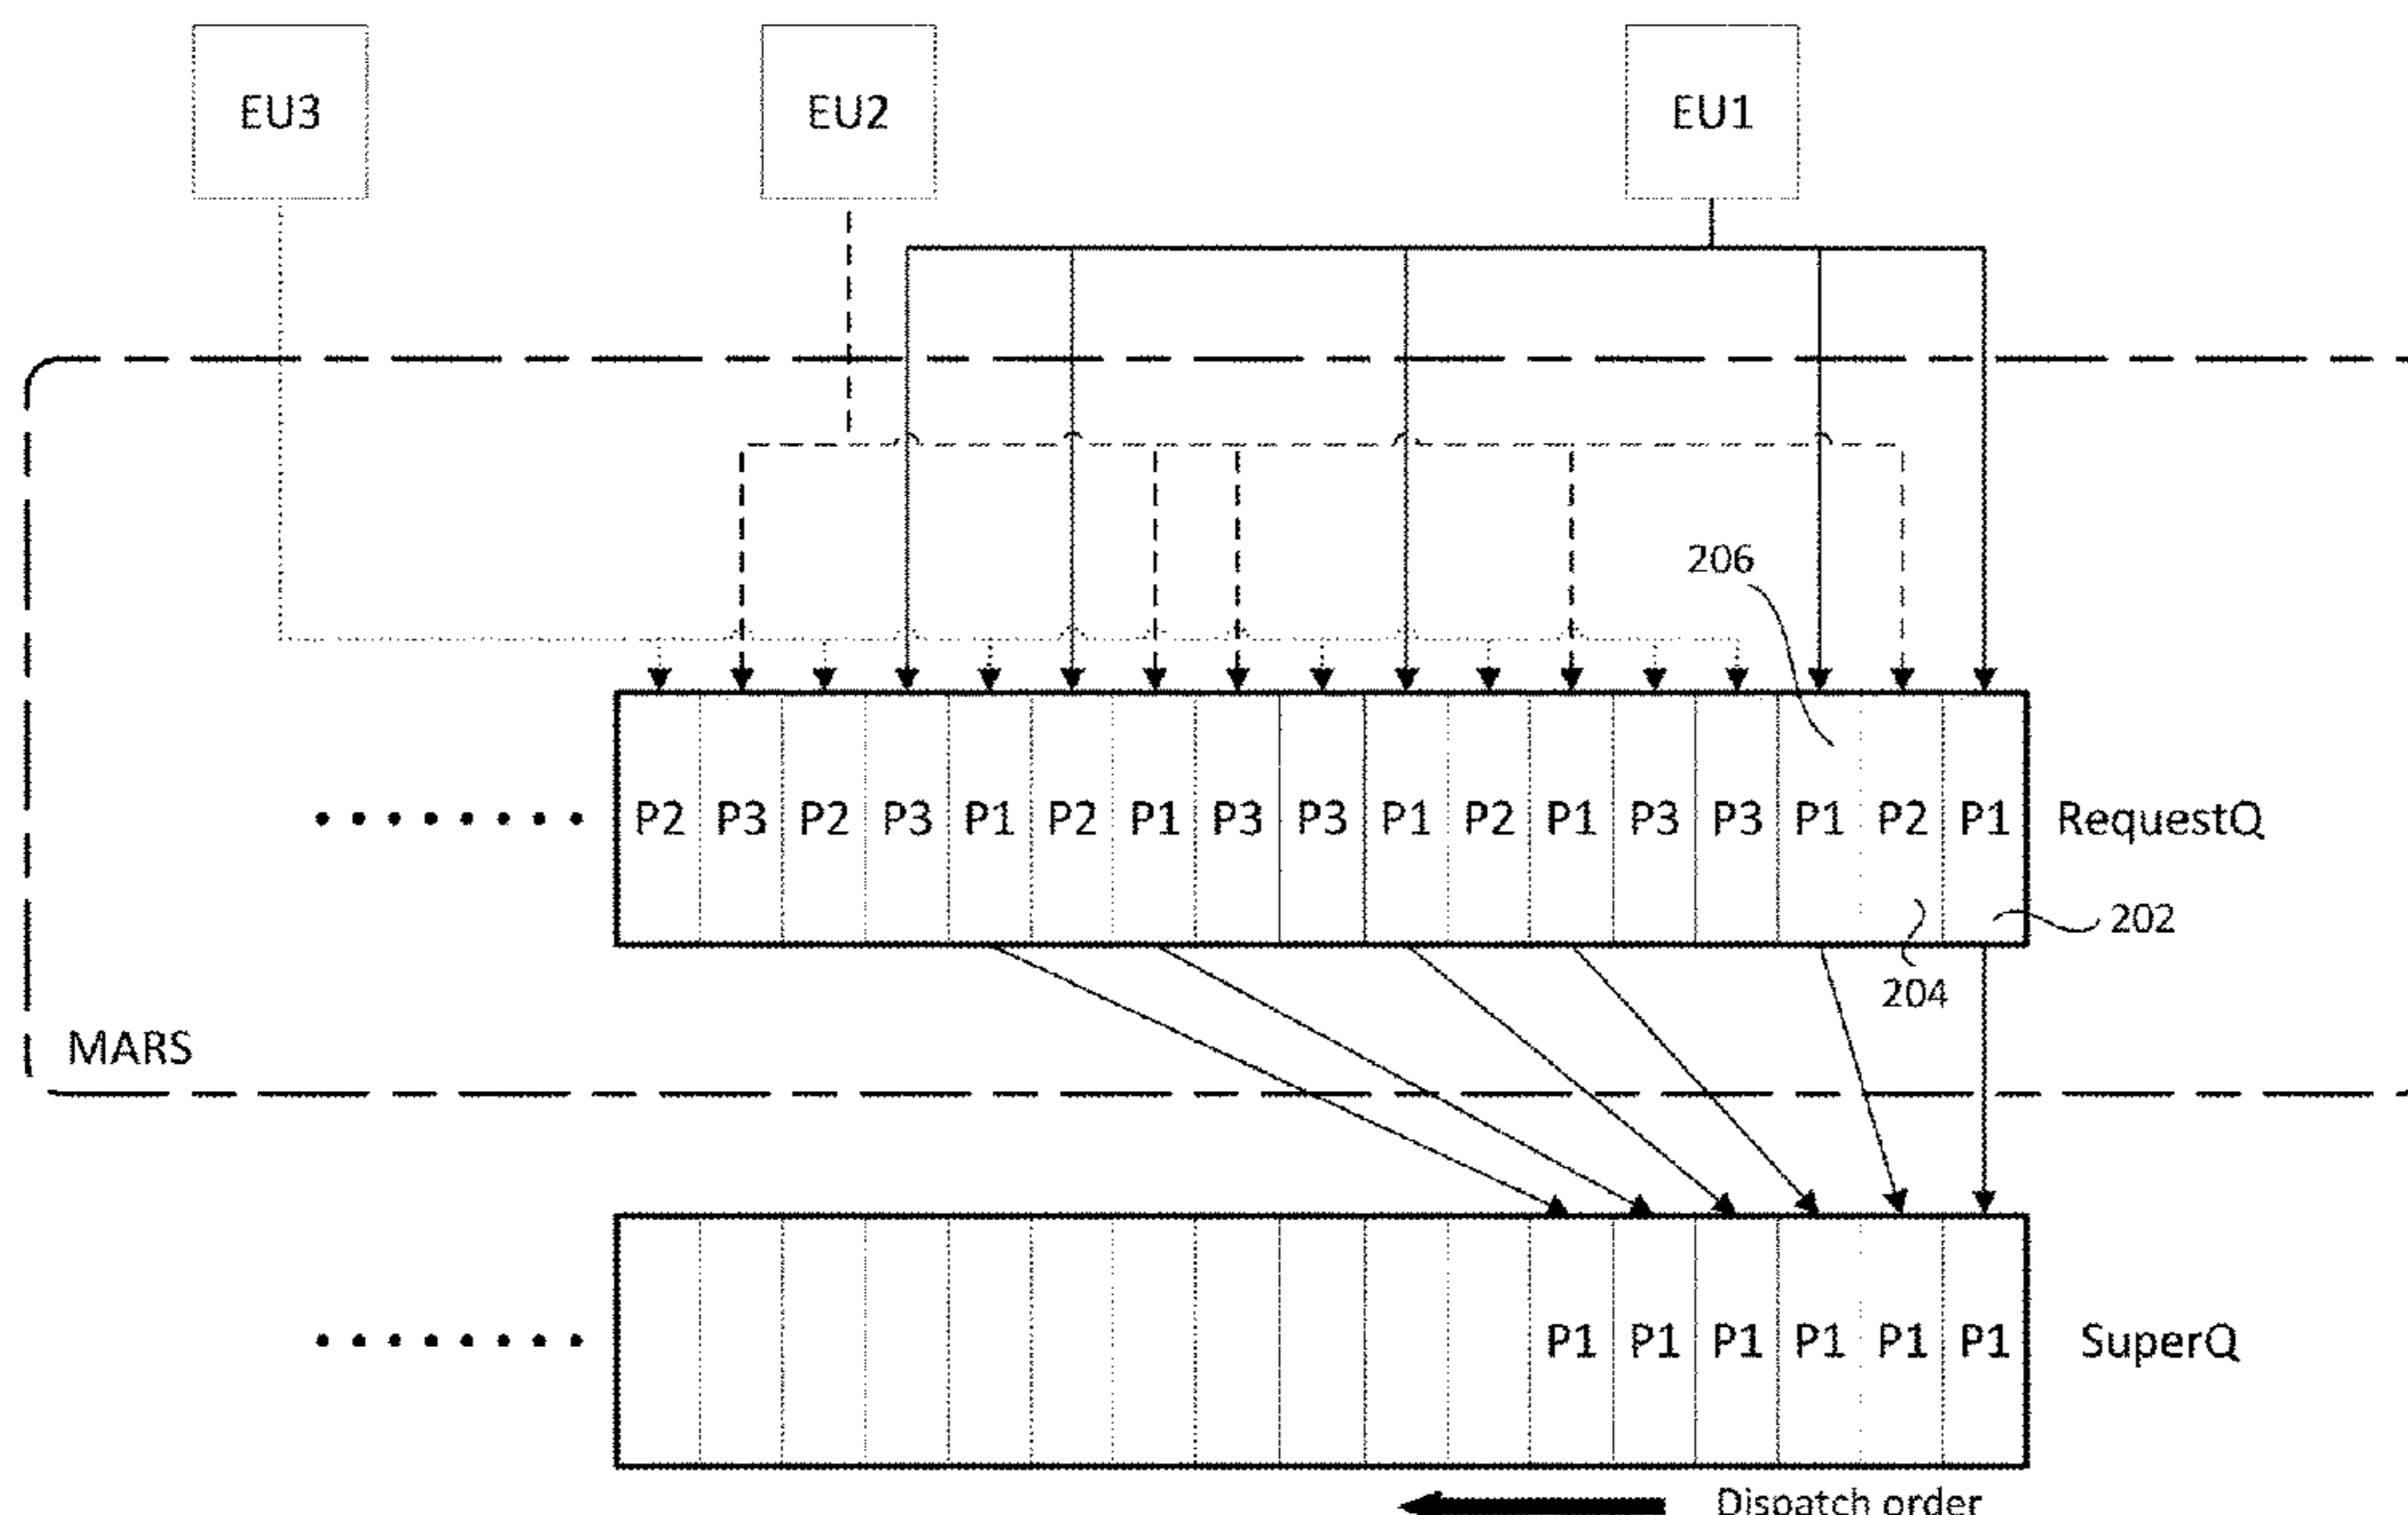 EU3 EU2 EU1
206
P2 P3 P2 P3 P1 P2 P1 P3 P3 P1 P2 P1 P3 P3 P1 P2 P1 RequestQ
202
204
MARS
P1 P1 P1 P1 P1 P1 SuperQ
Dispatch order